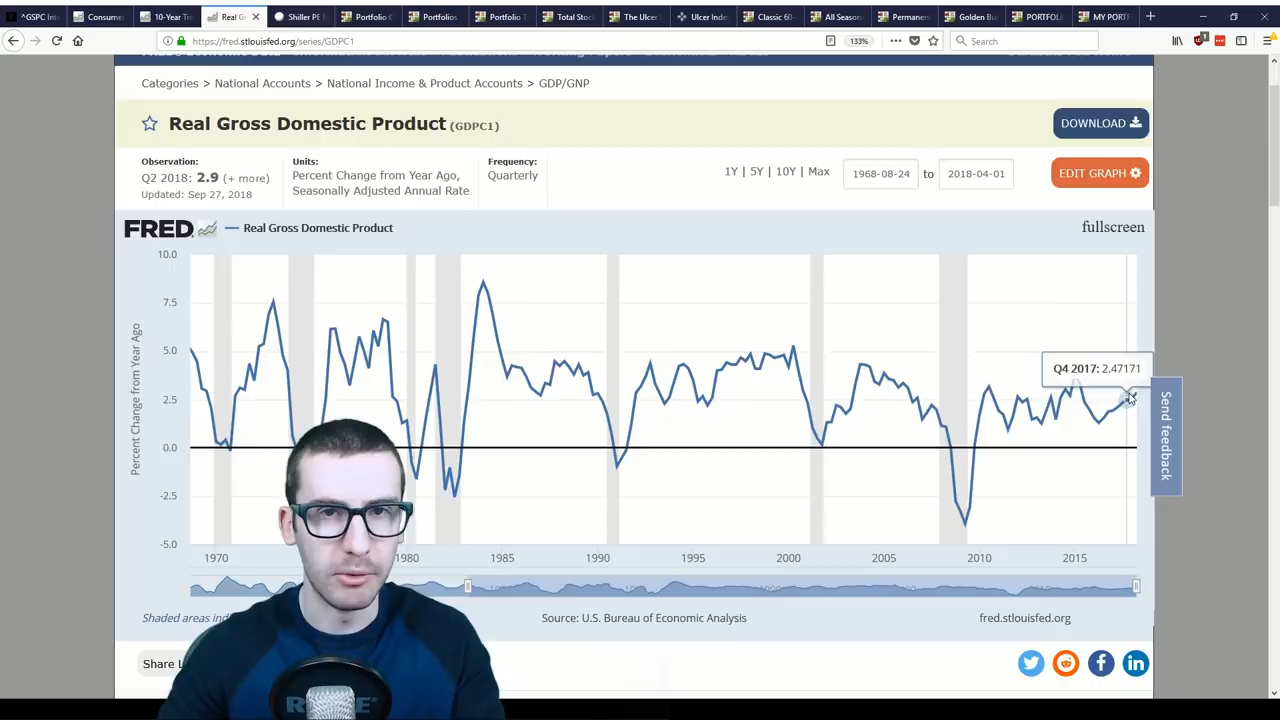 ^GSPC Int
Consume
10-Year Tre
Real G
Shiller PE
Portfolio
Portfolios
Portfolio
Total Stoc
The Ulcer
Ulcer Index
Classic 60-
All Season
Permanen
Golden Bu
PORTFOL
MY PORT
https://fred.stlouisfed.org/series/GDPC1
133%
Search
Categories > National Accounts > National Income & Product Accounts > GDP/GNP
Real Gross Domestic Product (GDPC1)
DOWNLOAD
Observation:
Q2 2018: 2.9 (+ more)
Updated: Sep 27, 2018
Units:
Percent Change from Year Ago,
Seasonally Adjusted Annual Rate
Frequency:
Quarterly
1Y | 5Y | 10Y | Max
1968-08-24 to 2018-04-01
EDIT GRAPH
FRED
Real Gross Domestic Product
fullscreen
Percent Change from Year Ago
10.0
7.5
5.0
2.5
0.0
-2.5
-5.0
Q4 2017: 2.47171
Send feedback
1970
1980
1985
1990
1995
2000
2005
2010
2015
Shaded areas ind
Source: U.S. Bureau of Economic Analysis
fred.stlouisfed.org
Share L